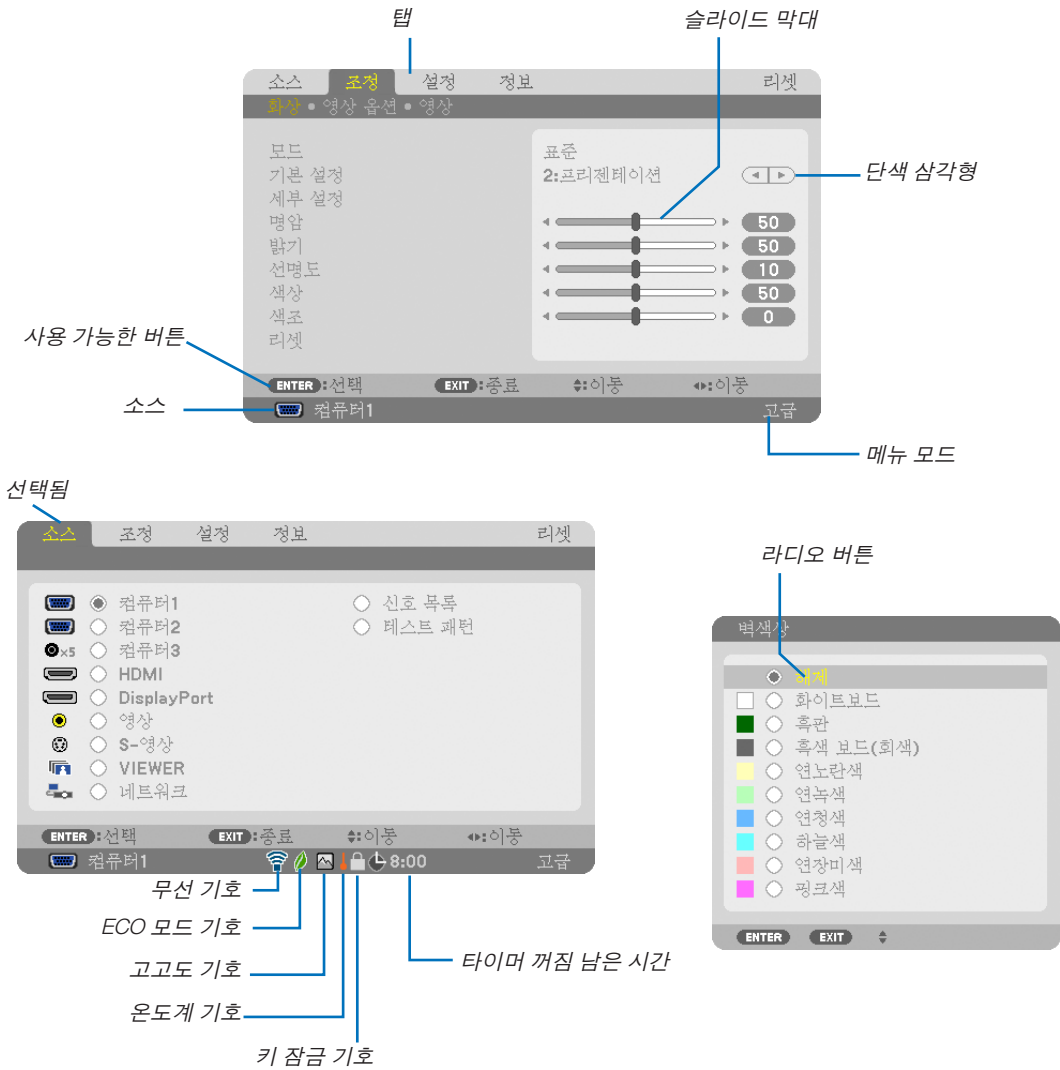 탭
슬라이드 막대
소스 조정 설정 정보 리셋
화상 • 영상 옵션 • 영상
모드 표준
기본 설정 2:프리젠테이션
단색 삼각형
세부 설정
명암 50
밝기 50
선명도 10
색상 50
색조 0
리셋
사용 가능한 버튼
ENTER:선택 EXIT:종료 :이동 :이동
소스
컴퓨터1 고급
메뉴 모드
선택됨
소스 조정 설정 정보 리셋
컴퓨터1 신호 목록
컴퓨터2 테스트 패턴
×5 컴퓨터3
HDMI
DisplayPort
영상
S-영상
VIEWER
네트워크
ENTER:선택 EXIT:종료 :이동 :이동
컴퓨터1 8:00 고급
무선 기호
ECO 모드 기호
고고도 기호
온도계 기호
키 잠금 기호
타이머 꺼짐 남은 시간
라디오 버튼
벽색상
해제
화이트보드
흑판
흑색 보드(회색)
연노란색
연녹색
연청색
하늘색
연장미색
핑크색
ENTER EXIT